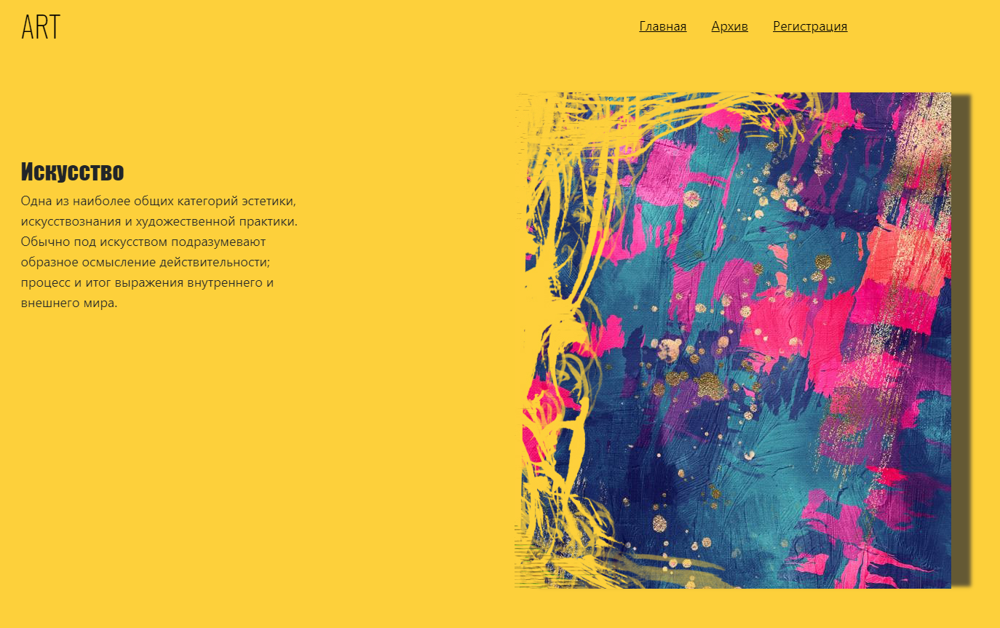 ART
Главная Архив Регистрация
Искусство
Одна из наиболее общих категорий эстетики,
искусствознания и художественной практики.
Обычно под искусством подразумевают
образное осмысление действительности;
процесс и итог выражения внутреннего и
внешнего мира.